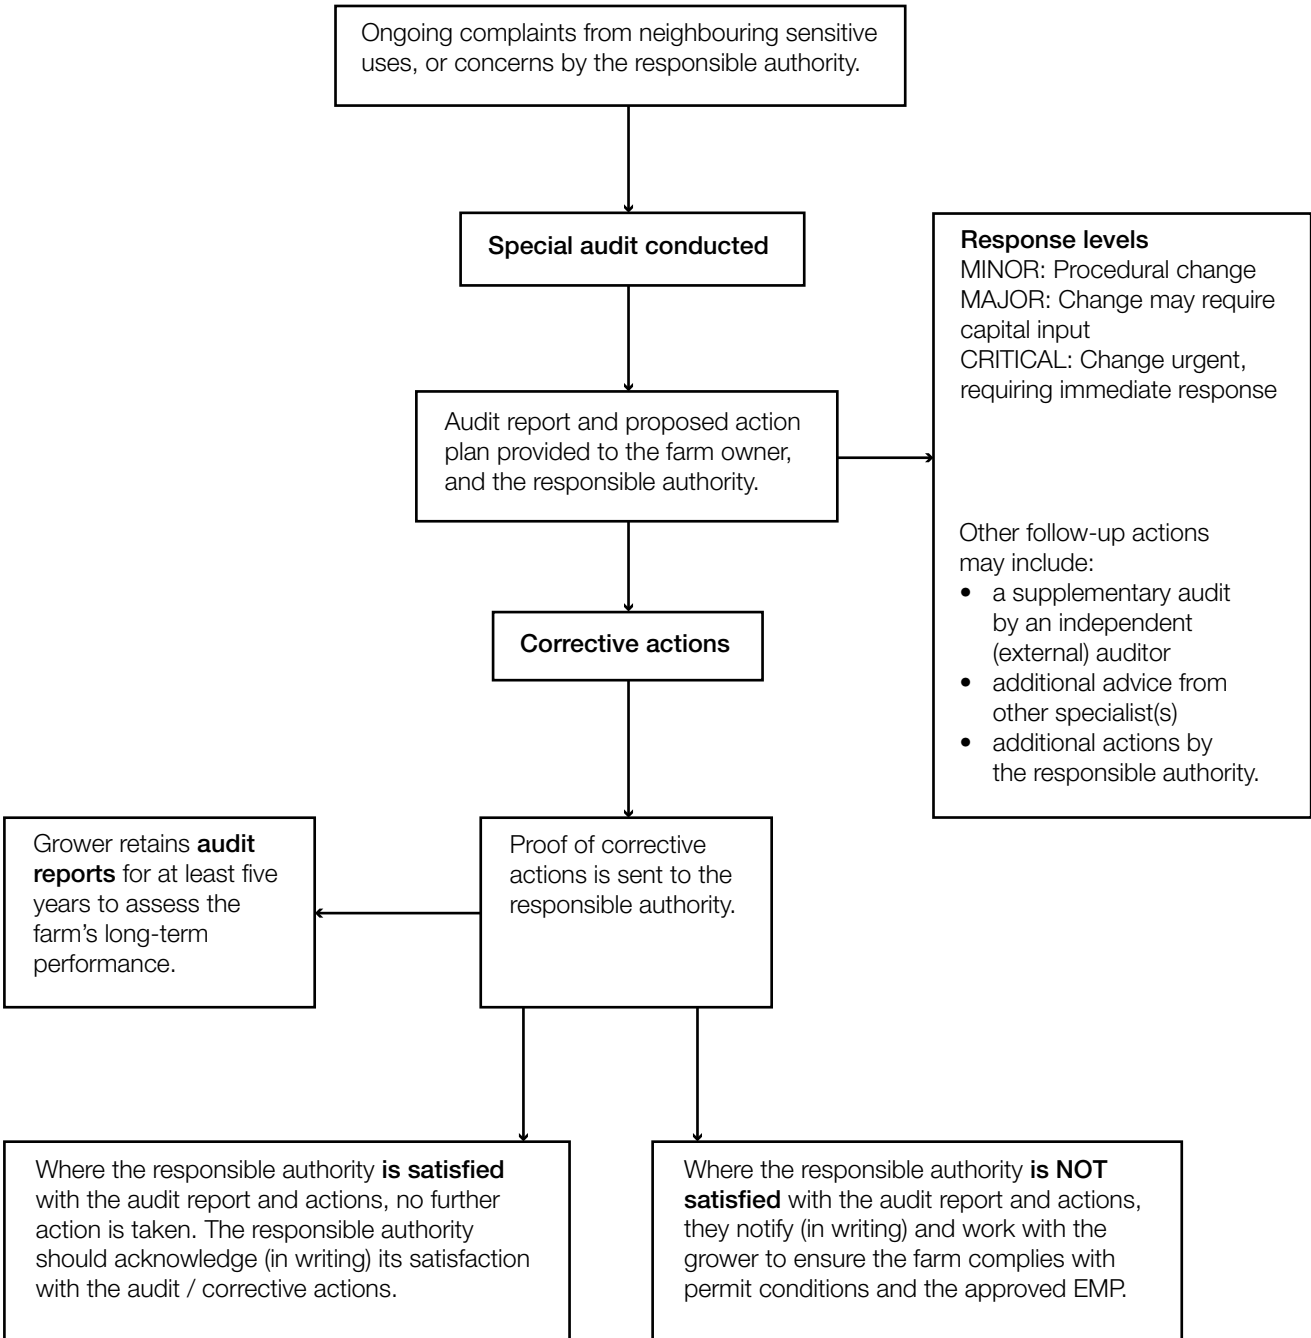 Ongoing complaints from neighbouring sensitive
uses, or concerns by the responsible authority.
Special audit conducted
Response levels
MINOR: Procedural change
MAJOR: Change may require
capital input
CRITICAL: Change urgent,
requiring immediate response
Other follow-up actions
may include:
• a supplementary audit
by an independent
(external) auditor
• additional advice from
other specialist(s)
• additional actions by
the responsible authority.
Audit report and proposed action
plan provided to the farm owner,
and the responsible authority.
Corrective actions
Proof of corrective
actions is sent to the
responsible authority.
Grower retains audit
reports for at least five
years to assess the
farm’s long-term
performance.
Where the responsible authority is satisfied
with the audit report and actions, no further
action is taken. The responsible authority
should acknowledge (in writing) its satisfaction
with the audit / corrective actions.
Where the responsible authority is NOT
satisfied with the audit report and actions,
they notify (in writing) and work with the
grower to ensure the farm complies with
permit conditions and the approved EMP.